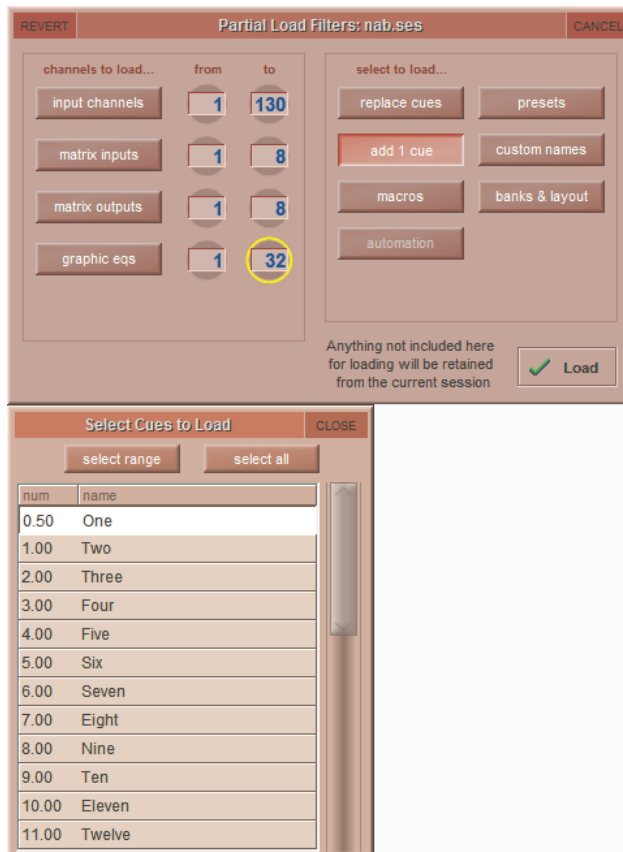 REVERT Partial Load Filters: nab.ses CANCEL
channels to load... from to select to load...
input channels 1 130 replace cues presets
matrix inputs 1 8 add 1 cue custom names
matrix outputs 1 8 macros banks & layout
graphic eqs 1 32 automation
Anything not included here
for loading will be retained
from the current session
Load
Select Cues to Load CLOSE
select range select all
num name
0.50 One
1.00 Two
2.00 Three
3.00 Four
4.00 Five
5.00 Six
6.00 Seven
7.00 Eight
8.00 Nine
9.00 Ten
10.00 Eleven
11.00 Twelve